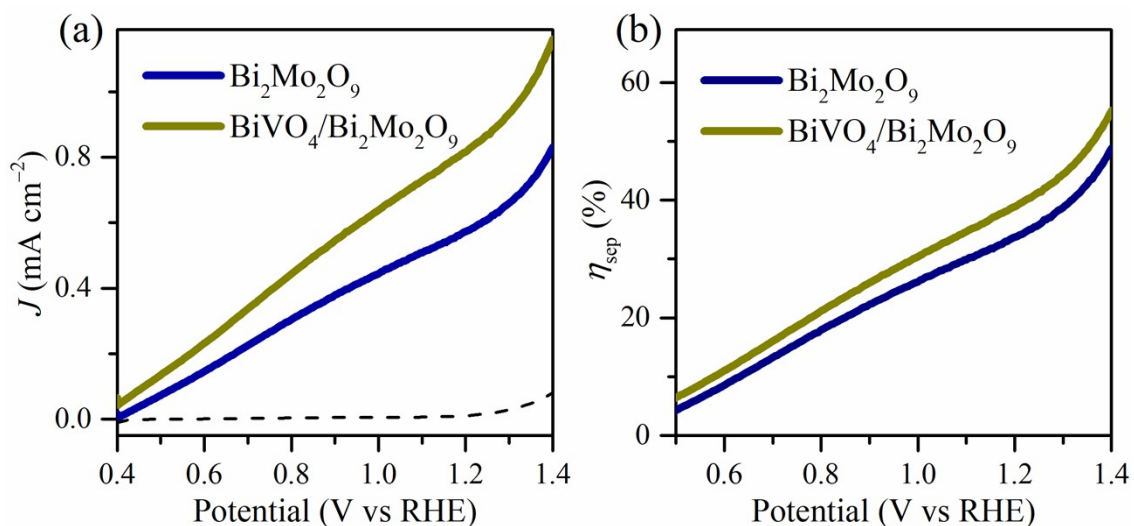 (a)
Bi₂Mo₂O₉
BiVO₄/Bi₂Mo₂O₉
J (mA cm⁻²)
0.8
0.4
0.0
0.4 0.6 0.8 1.0 1.2 1.4
Potential (V vs RHE)
(b)
Bi₂Mo₂O₉
BiVO₄/Bi₂Mo₂O₉
η_sep (%)
60
40
20
0
0.6 0.8 1.0 1.2 1.4
Potential (V vs RHE)